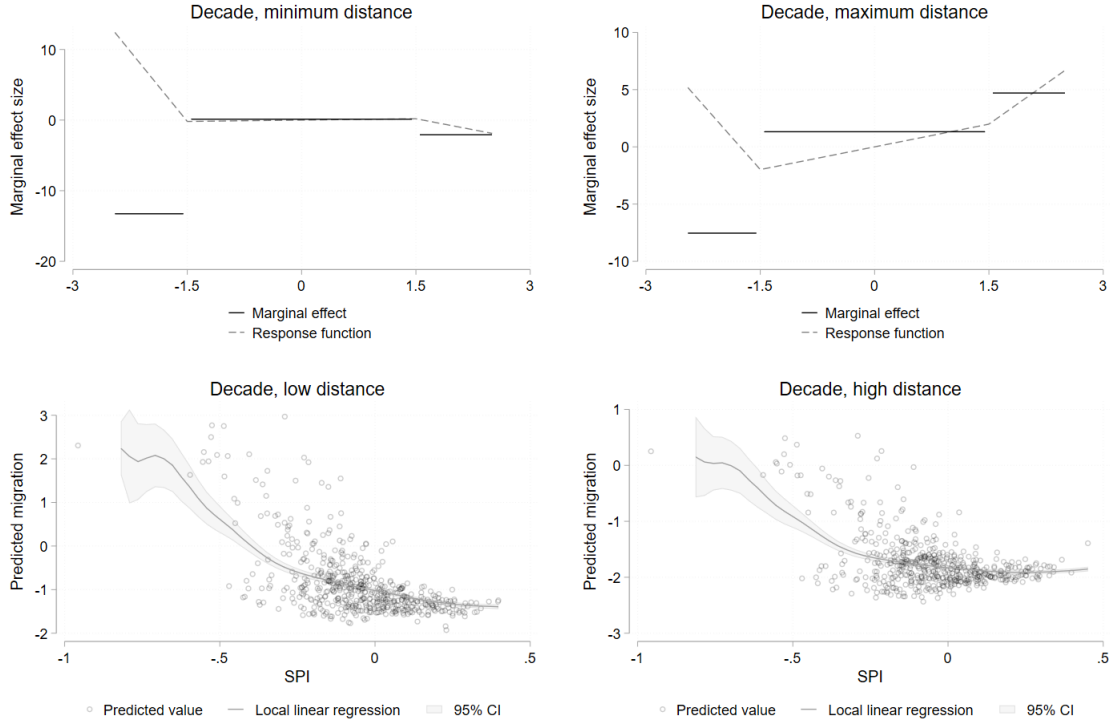 Decade, minimum distance
Marginal effect size
10
0
-10
-20
-3
-1.5
0
1.5
3
Marginal effect
Response function
Decade, maximum distance
Marginal effect size
10
5
0
-5
-10
-3
-1.5
0
1.5
3
Marginal effect
Response function
Decade, low distance
Predicted migration
3
2
1
0
-1
-2
-1
-.5
0
.5
SPI
Predicted value
Local linear regression
95% CI
Decade, high distance
Predicted migration
1
0
-1
-2
-3
-1
-.5
0
.5
SPI
Predicted value
Local linear regression
95% CI